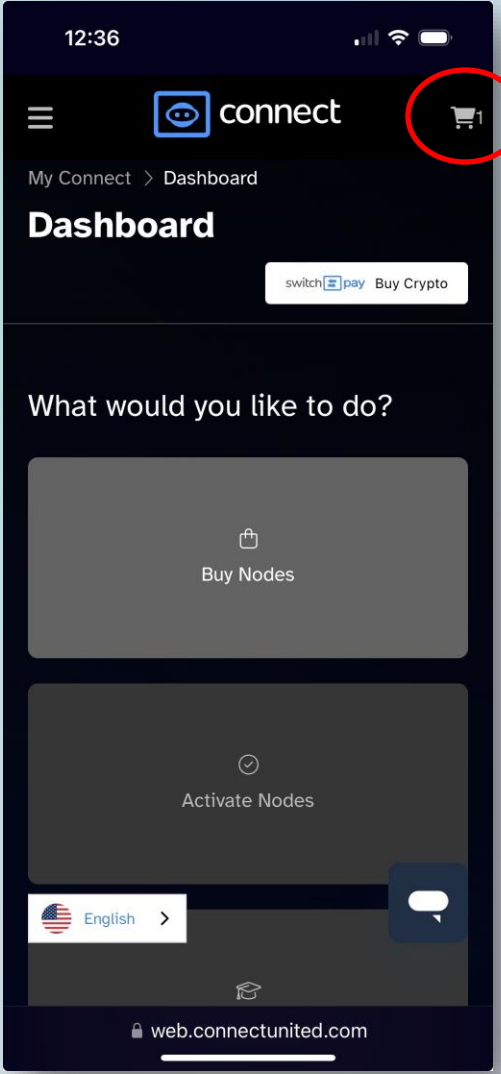 12:36
connect
1
My Connect > Dashboard
Dashboard
switch pay Buy Crypto
What would you like to do?
Buy Nodes
Activate Nodes
English
web.connectunited.com